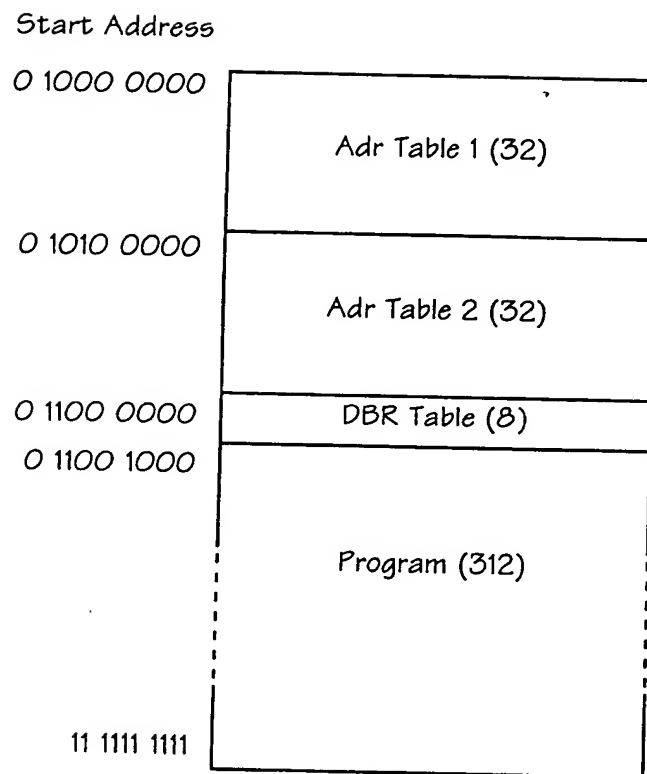 Start Address
0 1000 0000
Adr Table 1 (32)
0 1010 0000
Adr Table 2 (32)
0 1100 0000
DBR Table (8)
0 1100 1000
Program (312)
11 1111 1111